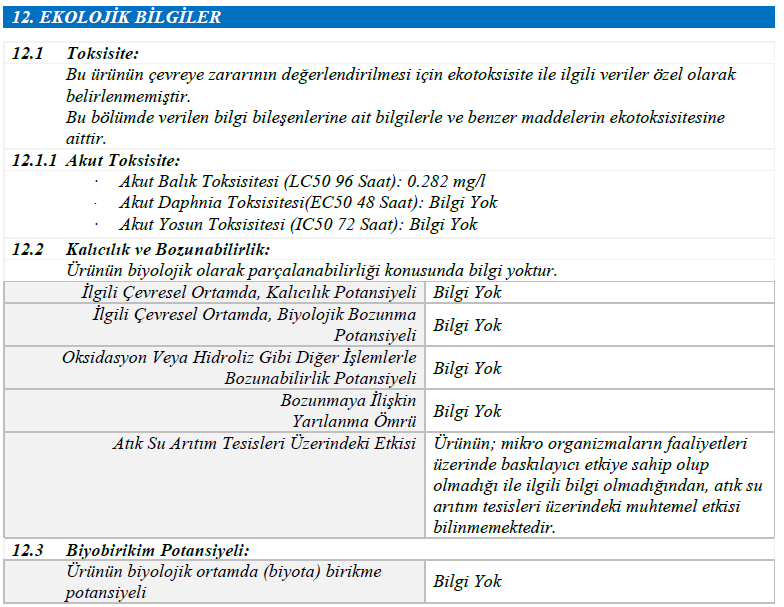 12. EKOLOJİK BİLGİLER
12.1 Toksisite:
Bu ürünün çevreye zararının değerlendirilmesi için ekotoksisite ile ilgili veriler özel olarak
belirlenmemiştir.
Bu bölümde verilen bilgi bileşenlerine ait bilgilerle ve benzer maddelerin ekotoksisitesine
aittir.
12.1.1 Akut Toksisite:
· Akut Balık Toksisitesi (LC50 96 Saat): 0.282 mg/l
· Akut Daphnia Toksisitesi(EC50 48 Saat): Bilgi Yok
· Akut Yosun Toksisitesi (IC50 72 Saat): Bilgi Yok
12.2 Kalıcılık ve Bozunabilirlik:
Ürünün biyolojik olarak parçalanabilirliği konusunda bilgi yoktur.
İlgili Çevresel Ortamda, Kalıcılık Potansiyeli Bilgi Yok
İlgili Çevresel Ortamda, Biyolojik Bozunma
Potansiyeli Bilgi Yok
Oksidasyon Veya Hidroliz Gibi Diğer İşlemlerle
Bozunabilirlik Potansiyeli Bilgi Yok
Bozunmaya İlişkin
Yarılanma Ömrü Bilgi Yok
Atık Su Arıtım Tesisleri Üzerindeki Etkisi Ürünün; mikro organizmaların faaliyetleri
üzerinde baskılayıcı etkiye sahip olup
olmadığı ile ilgili bilgi olmadığından, atık su
arıtım tesisleri üzerindeki muhtemel etkisi
bilinmemektedir.
12.3 Biyobirikim Potansiyeli:
Ürünün biyolojik ortamda (biyota) birikme
potansiyeli Bilgi Yok